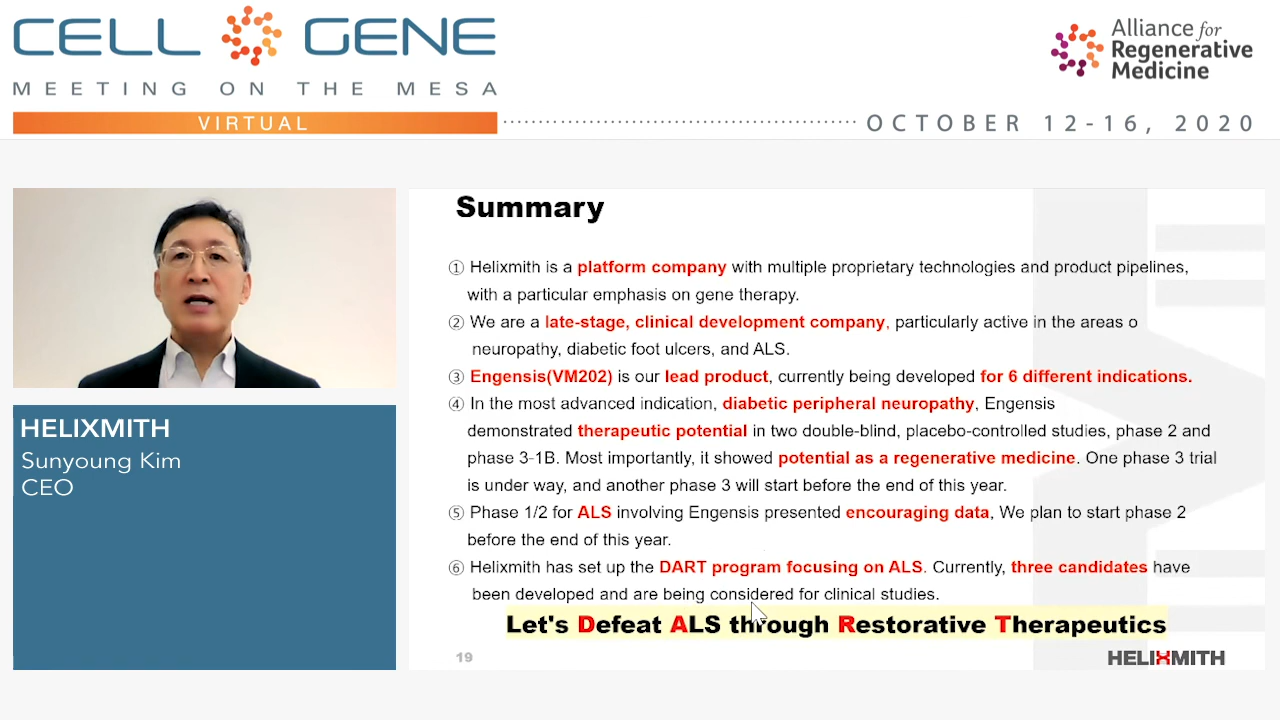 CELL GENE
MEETING ON THE MESA
VIRTUAL
Alliance for
Regenerative
Medicine
OCTOBER 12-16, 2020
HELIXMITH
Sunyoung Kim
CEO
Summary
① Helixmith is a platform company with multiple proprietary technologies and product pipelines,
with a particular emphasis on gene therapy.
② We are a late-stage, clinical development company, particularly active in the areas o
neuropathy, diabetic foot ulcers, and ALS.
③ Engensis(VM202) is our lead product, currently being developed for 6 different indications.
④ In the most advanced indication, diabetic peripheral neuropathy, Engensis
demonstrated therapeutic potential in two double-blind, placebo-controlled studies, phase 2 and
phase 3-1B. Most importantly, it showed potential as a regenerative medicine. One phase 3 trial
is under way, and another phase 3 will start before the end of this year.
⑤ Phase 1/2 for ALS involving Engensis presented encouraging data, We plan to start phase 2
before the end of this year.
⑥ Helixmith has set up the DART program focusing on ALS. Currently, three candidates have
been developed and are being considered for clinical studies.
Let's Defeat ALS through Restorative Therapeutics
19
HELIXMITH